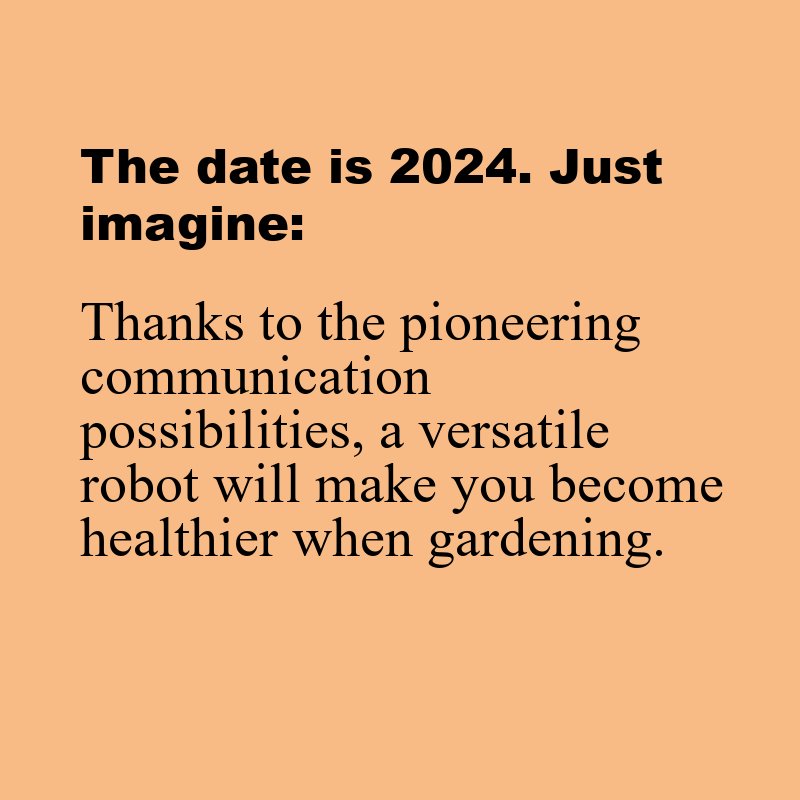 The date is 2024. Just
imagine:
Thanks to the pioneering
communication
possibilities, a versatile
robot will make you become
healthier when gardening.